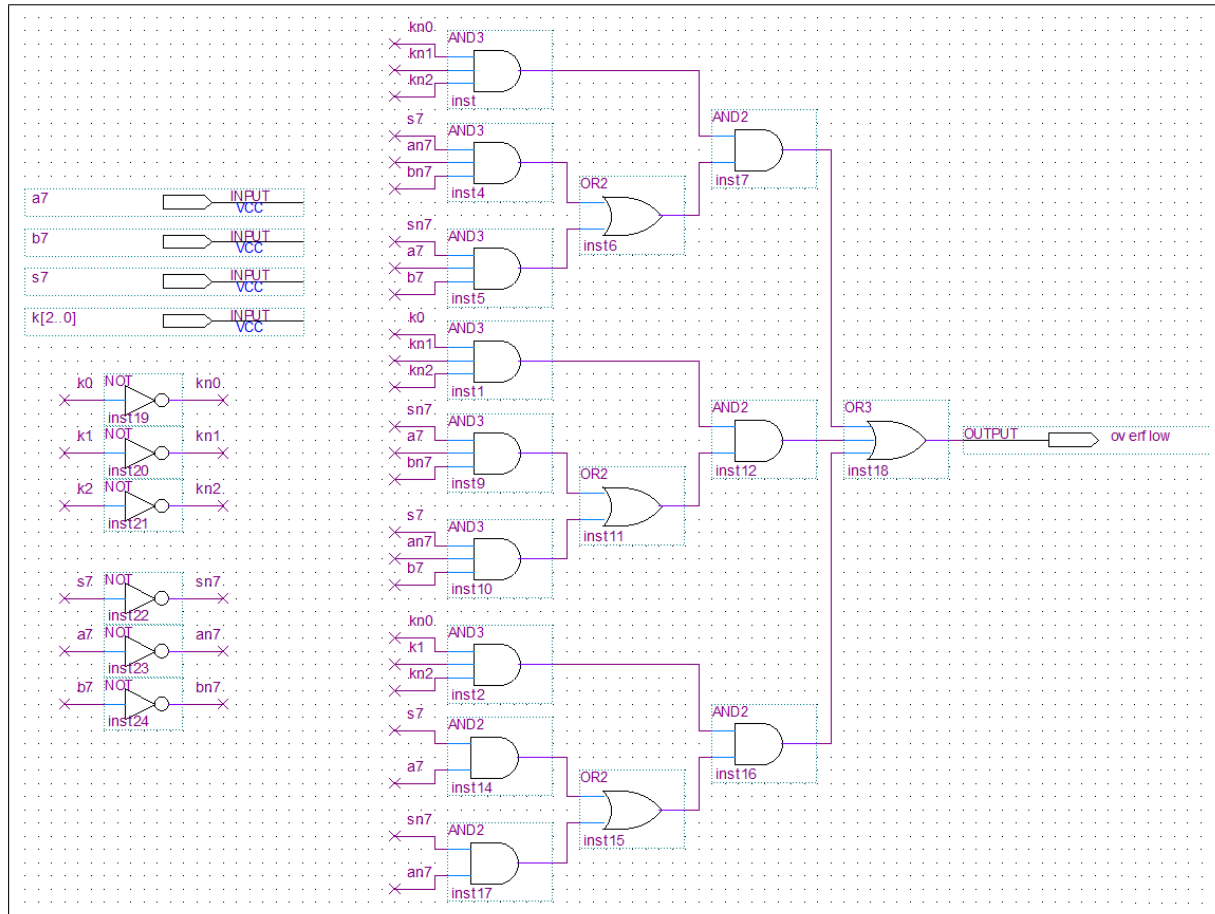 a7
INPUT
VCC
b7
INPUT
VCC
s7
INPUT
VCC
k[2..0]
INPUT
VCC
k0
NOT
kn0
inst19
k1
NOT
kn1
inst20
k2
NOT
kn2
inst21
s7
NOT
sn7
inst22
a7
NOT
an7
inst23
b7
NOT
bn7
inst24
kn0
kn1
kn2
AND3
inst
s7
an7
bn7
AND3
inst4
sn7
a7
b7
AND3
inst5
OR2
inst6
AND2
inst7
k0
kn1
kn2
AND3
inst1
sn7
a7
bn7
AND3
inst9
s7
an7
b7
AND3
inst10
OR2
inst11
AND2
inst12
kn0
k1
kn2
AND3
inst2
s7
a7
AND2
inst14
sn7
an7
AND2
inst17
OR2
inst15
AND2
inst16
OR3
inst18
OUTPUT
ov erf low